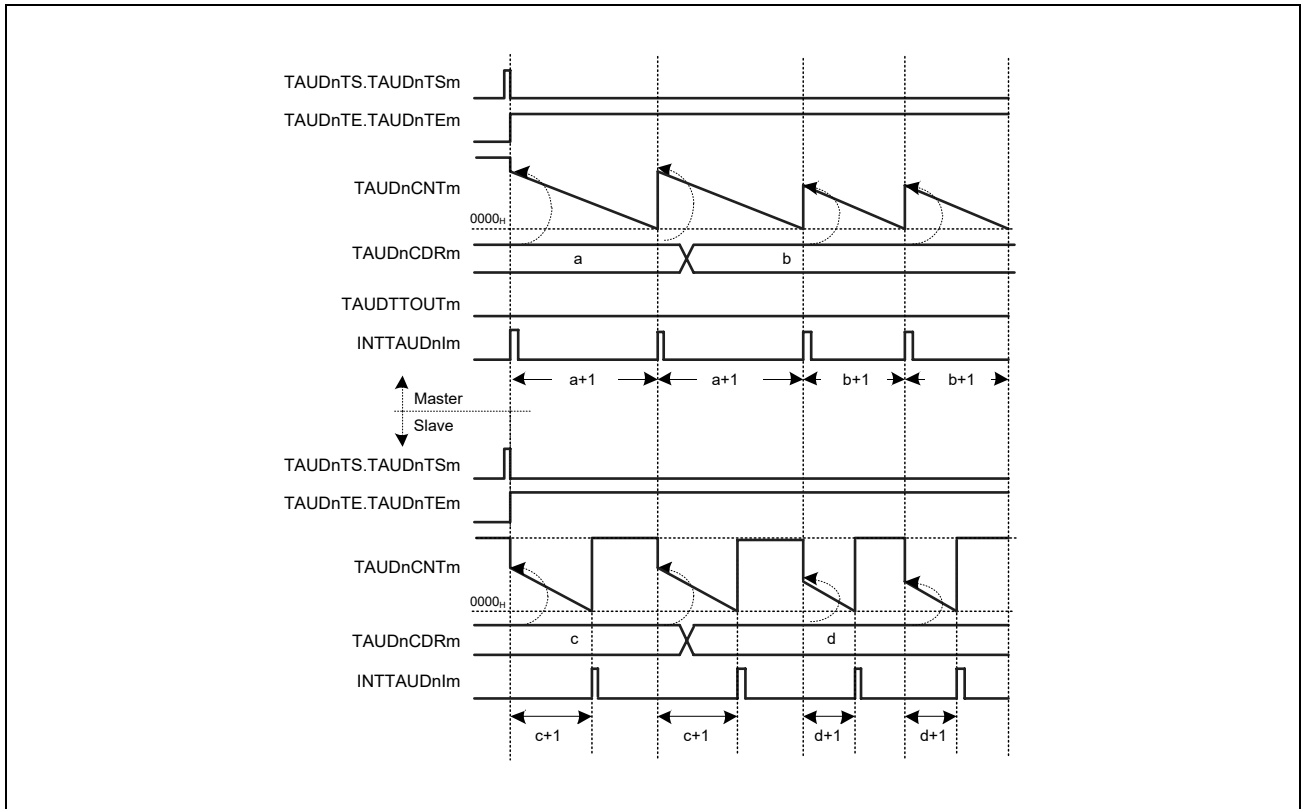 TAUDnTS.TAUDnTSm
TAUDnTE.TAUDnTEm
TAUDnCNTm
0000H
TAUDnCDRm
a
b
TAUDTTOUTm
INTTAUDnIm
a+1
a+1
b+1
b+1
Master
Slave
TAUDnTS.TAUDnTSm
TAUDnTE.TAUDnTEm
TAUDnCNTm
0000H
TAUDnCDRm
c
d
INTTAUDnIm
c+1
c+1
d+1
d+1